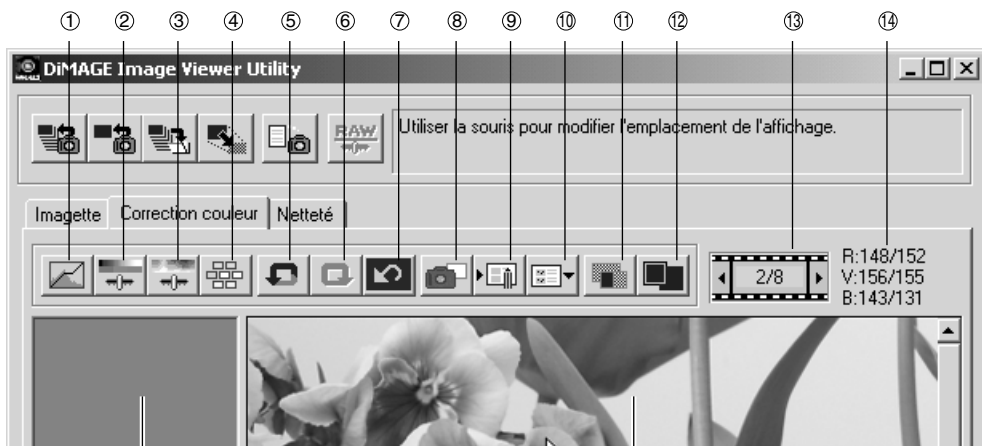 ① ② ③ ④ ⑤ ⑥ ⑦ ⑧ ⑨ ⑩ ⑪ ⑫ ⑬ ⑭
DiMAGE Image Viewer Utility
RAW
Utiliser la souris pour modifier l'emplacement de l'affichage.
Imagette Correction couleur Netteté
2/8
R:148/152
V:156/155
B:143/131